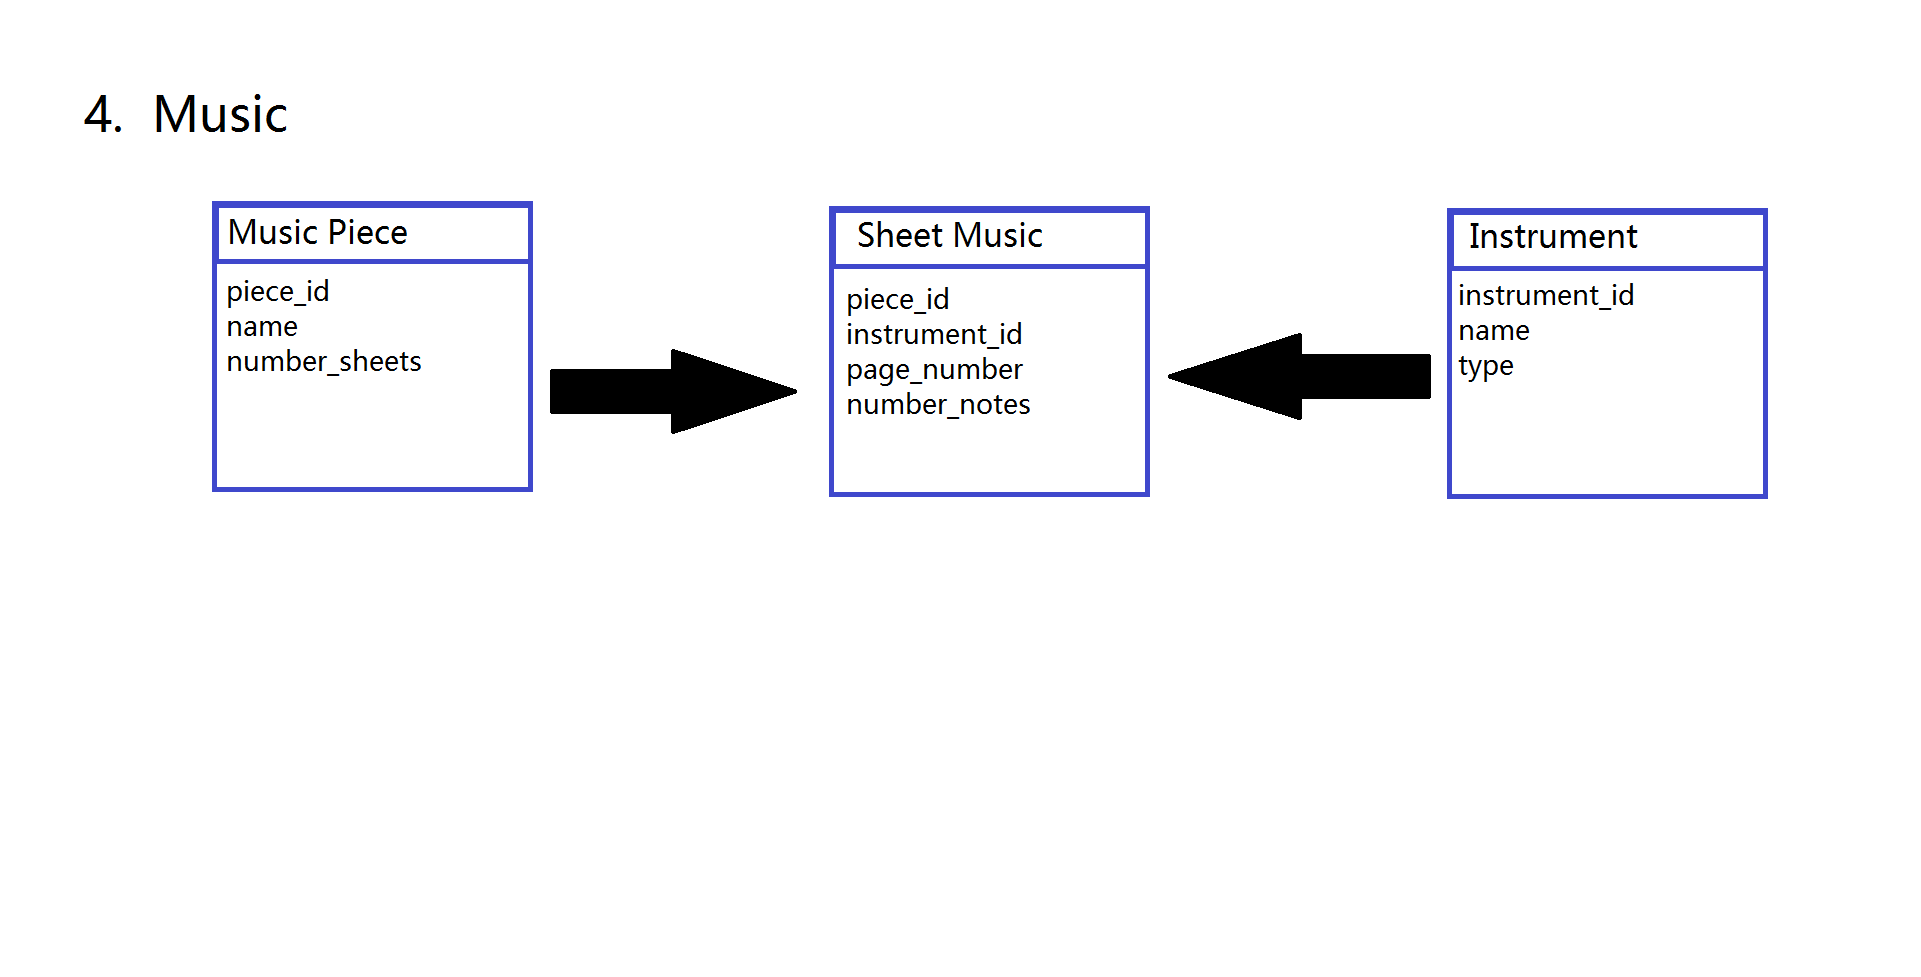 4. Music
Music Piece
piece_id
name
number_sheets
Sheet Music
piece_id
instrument_id
page_number
number_notes
Instrument
instrument_id
name
type